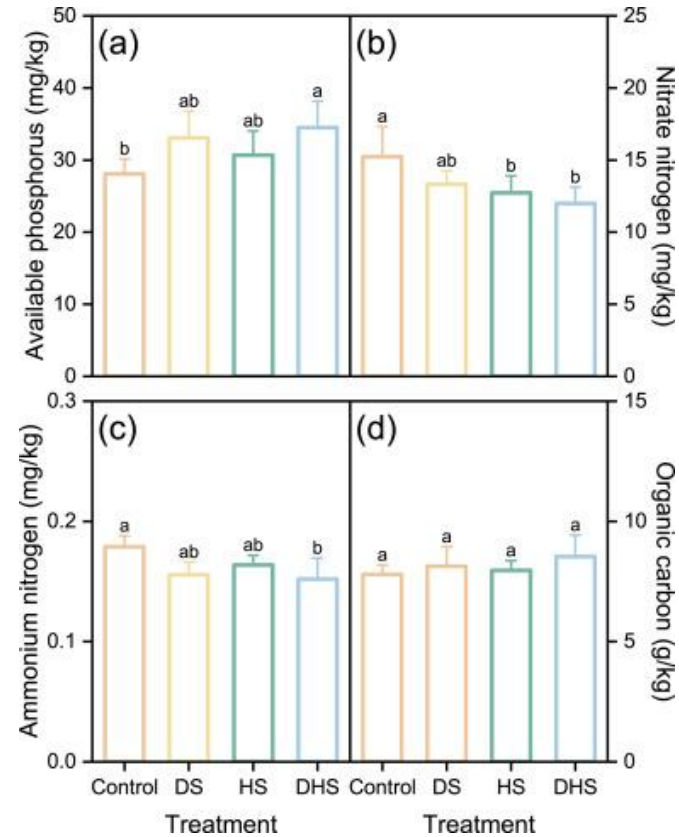 Available phosphorus (mg/kg)
50
40
30
20
10
0
(a)
b
ab
ab
a
(b)
a
ab
b
b
25
20
15
10
5
0
Nitrate nitrogen (mg/kg)
Ammonium nitrogen (mg/kg)
0.3
0.2
0.1
0.0
(c)
a
ab
ab
b
(d)
a
a
a
a
15
10
5
0
Organic carbon (g/kg)
Control DS HS DHS
Control DS HS DHS
Treatment
Treatment